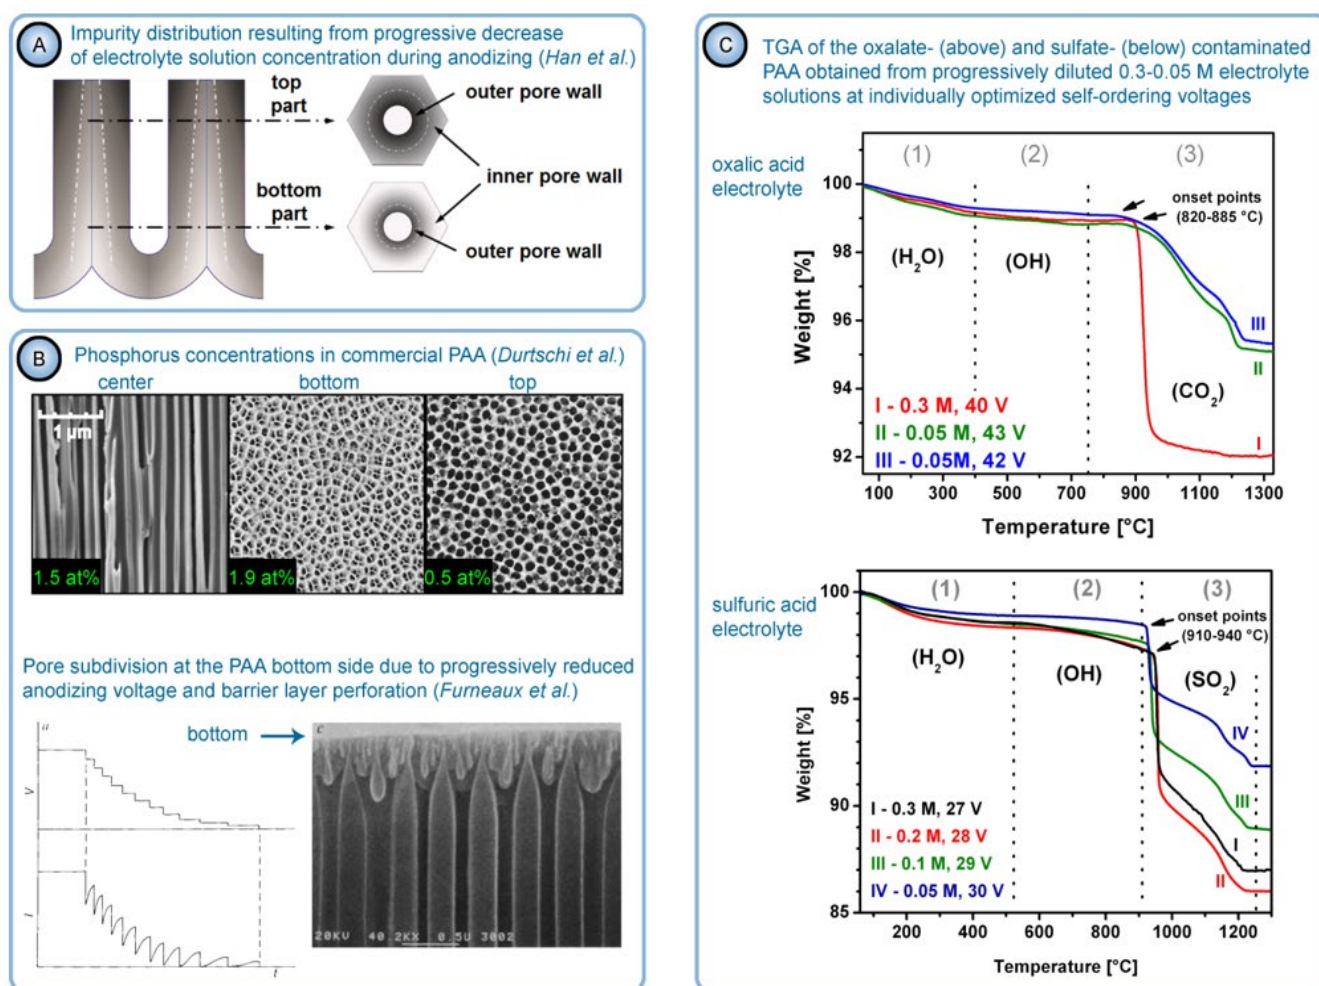 A
Impurity distribution resulting from progressive decrease
of electrolyte solution concentration during anodizing (Han et al.)
top
part
outer pore wall
inner pore wall
bottom
part
outer pore wall
B
Phosphorus concentrations in commercial PAA (Durtschi et al.)
center
bottom
top
1 µm
1.5 at%
1.9 at%
0.5 at%
Pore subdivision at the PAA bottom side due to progressively reduced
anodizing voltage and barrier layer perforation (Furneaux et al.)
bottom
a
V
I
t
c
20KV 40.2KX 0.5U 3002
C
TGA of the oxalate- (above) and sulfate- (below) contaminated
PAA obtained from progressively diluted 0.3-0.05 M electrolyte
solutions at individually optimized self-ordering voltages
oxalic acid
electrolyte
(1)
(2)
(3)
onset points
(820-885 °C)
(H2O)
(OH)
(CO2)
III
II
I
I - 0.3 M, 40 V
II - 0.05 M, 43 V
III - 0.05M, 42 V
Weight [%]
100
98
96
94
92
100 300 500 700 900 1100 1300
Temperature [°C]
sulfuric acid
electrolyte
(1)
(2)
(3)
onset points
(910-940 °C)
(H2O)
(OH)
(SO2)
IV
III
I
II
I - 0.3 M, 27 V
II - 0.2 M, 28 V
III - 0.1 M, 29 V
IV - 0.05 M, 30 V
Weight [%]
100
95
90
85
200 400 600 800 1000 1200
Temperature [°C]